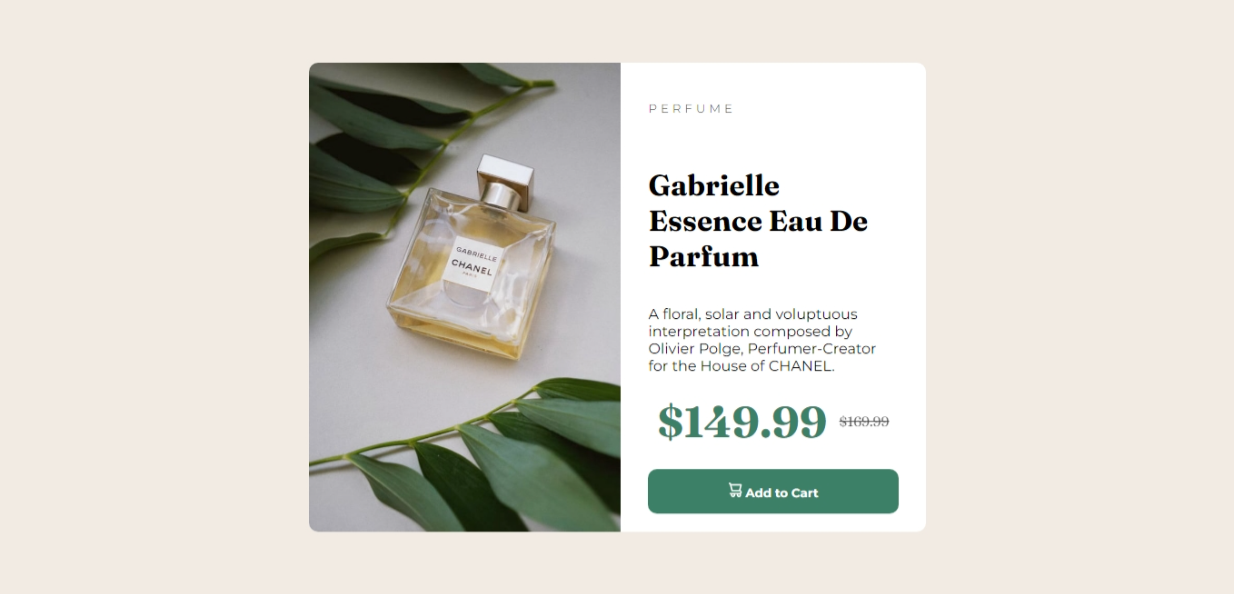 GABRIELLE
CHANEL
PARIS
PERFUME
Gabrielle
Essence Eau De
Parfum
A floral, solar and voluptuous
interpretation composed by
Olivier Polge, Perfumer-Creator
for the House of CHANEL.
$149.99 $169.99
Add to Cart